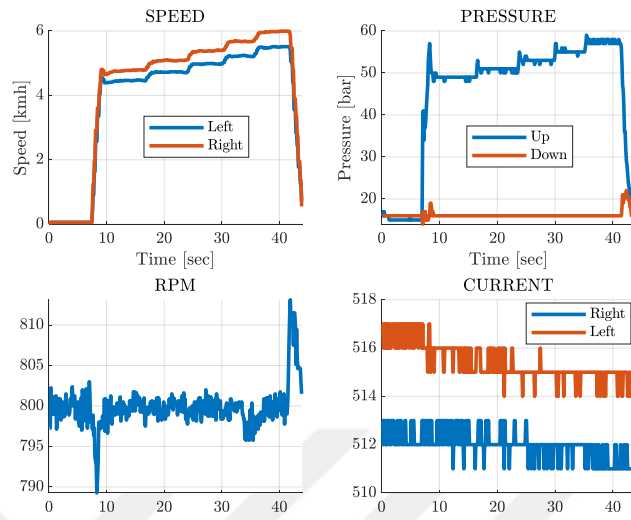 SPEED
6
4
2
0
Speed [kmh]
Left
Right
0 10 20 30 40
Time [sec]
PRESSURE
60
50
40
30
20
Pressure [bar]
Up
Down
0 10 20 30 40
Time [sec]
RPM
810
805
800
795
790
0 10 20 30 40
CURRENT
518
516
514
512
510
Right
Left
0 10 20 30 40